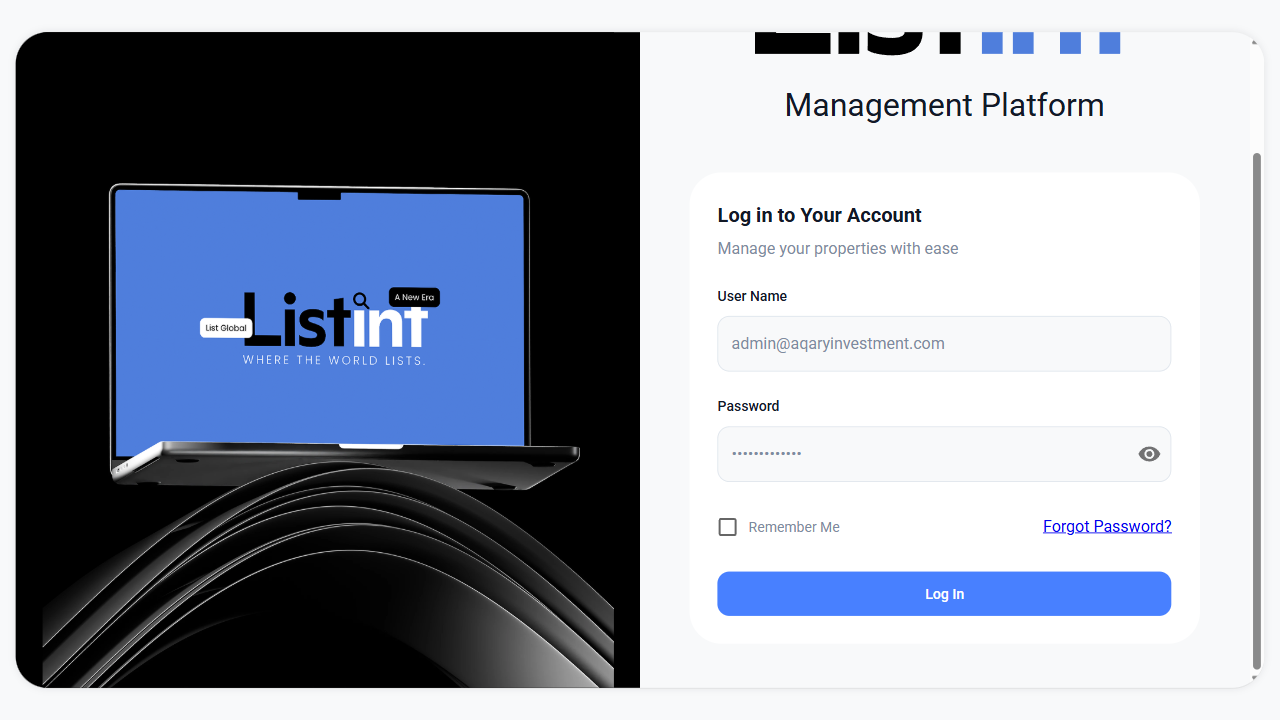 A New Era
List Global
Listint
WHERE THE WORLD LISTS.
Listint
Management Platform
Log in to Your Account
Manage your properties with ease
User Name
admin@aqaryinvestment.com
Password
•••••••••••••
Remember Me
Forgot Password?
Log In